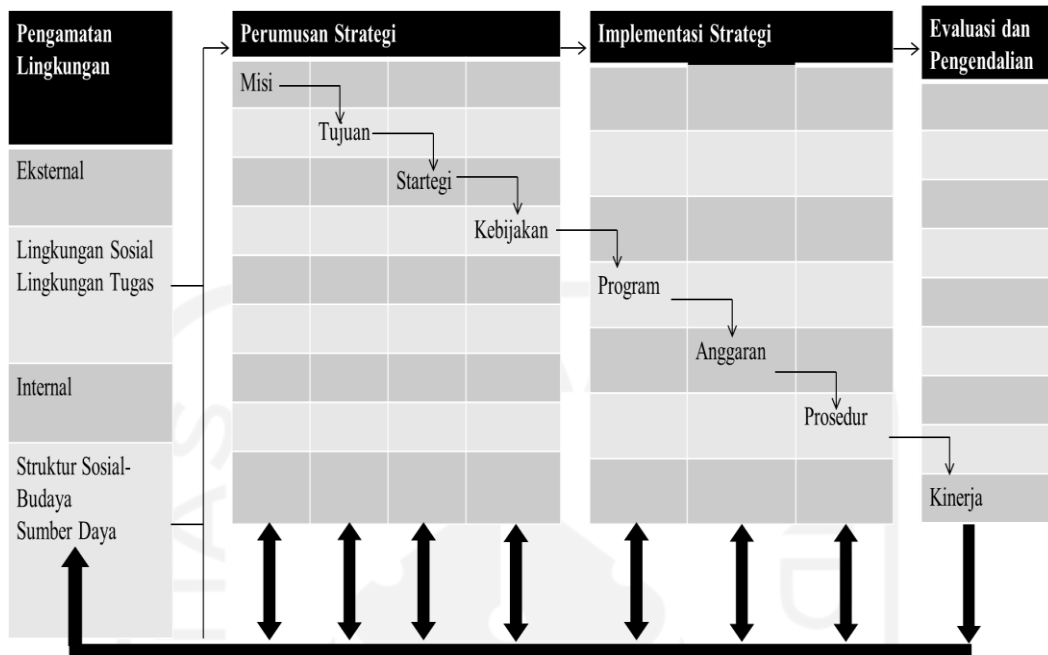 Pengamatan
Lingkungan
Eksternal
Lingkungan Sosial
Lingkungan Tugas
Internal
Struktur Sosial-
Budaya
Sumber Daya
Perumusan Strategi
Misi
Tujuan
Startegi
Kebijakan
Implementasi Strategi
Program
Anggaran
Prosedur
Evaluasi dan
Pengendalian
Kinerja